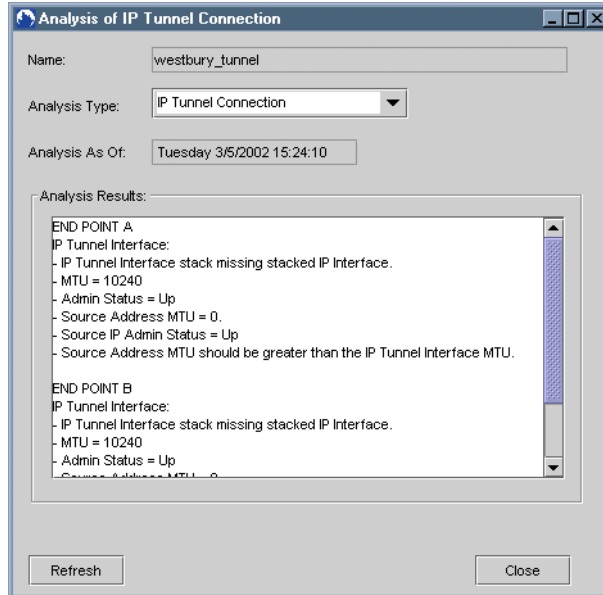 Analysis of IP Tunnel Connection
Name: westbury_tunnel
Analysis Type: IP Tunnel Connection
Analysis As Of: Tuesday 3/5/2002 15:24:10
Analysis Results:
END POINT A
IP Tunnel Interface:
- IP Tunnel Interface stack missing stacked IP Interface.
- MTU = 10240
- Admin Status = Up
- Source Address MTU = 0.
- Source IP Admin Status = Up
- Source Address MTU should be greater than the IP Tunnel Interface MTU.
END POINT B
IP Tunnel Interface:
- IP Tunnel Interface stack missing stacked IP Interface.
- MTU = 10240
- Admin Status = Up
- Source Address MTU = 0.
Refresh Close